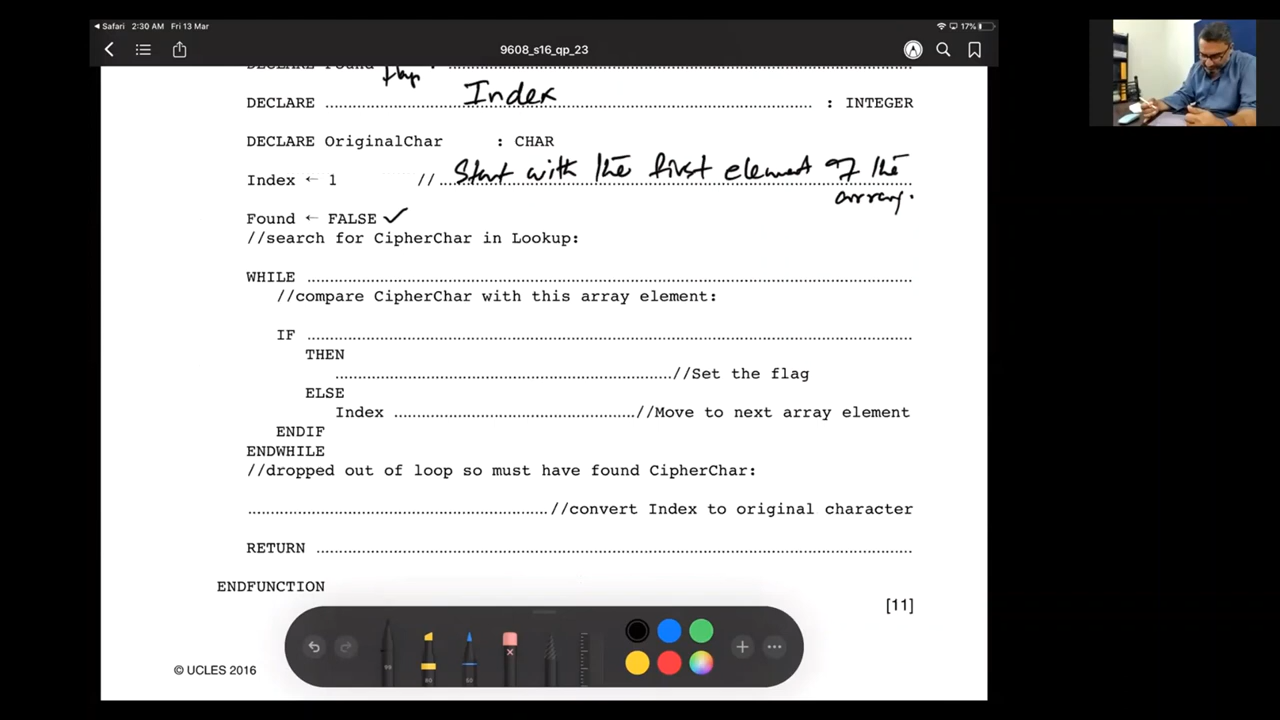 Safari 2:30 AM Fri 13 Mar
17%
9608_s16_qp_23
DECLARE Found :
flag
DECLARE Index : INTEGER
DECLARE OriginalChar : CHAR
Index ← 1 // Start with the first element of the
array.
Found ← FALSE ✓
//search for CipherChar in Lookup:
WHILE
//compare CipherChar with this array element:
IF
THEN
//Set the flag
ELSE
Index //Move to next array element
ENDIF
ENDWHILE
//dropped out of loop so must have found CipherChar:
//convert Index to original character
RETURN
ENDFUNCTION
[11]
© UCLES 2016